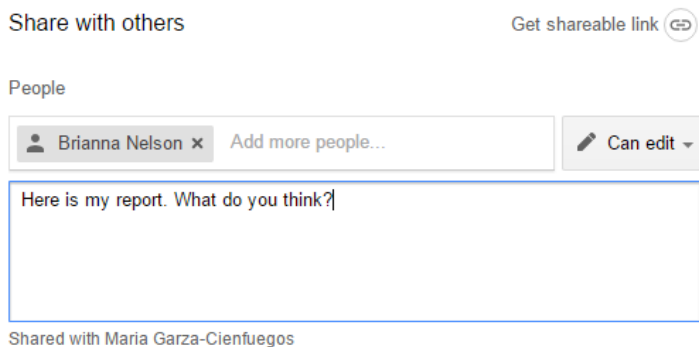 Share with others
Get shareable link
People
Brianna Nelson × Add more people...
Can edit
Here is my report. What do you think?
Shared with Maria Garza-Cienfuegos